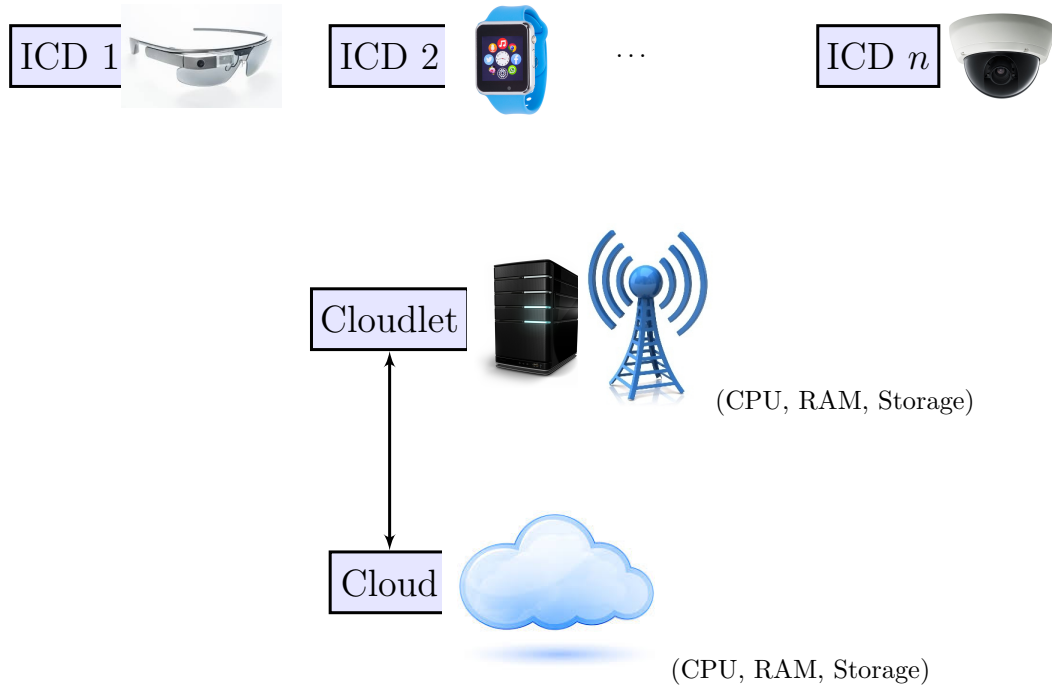 ICD 1
ICD 2
...
ICD n
Cloudlet
(CPU, RAM, Storage)
Cloud
(CPU, RAM, Storage)